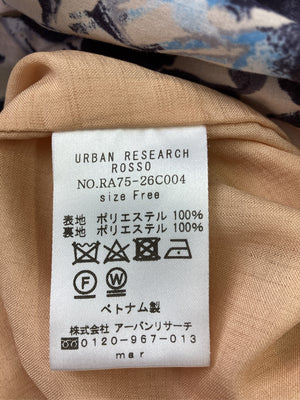 URBAN RESEARCH
ROSSO
NO.RA75-26C004
size Free
表地 ポリエステル 100%
裏地 ポリエステル 100%
F W
ベトナム製
株式会社 アーバンリサーチ
0120-967-013
mar